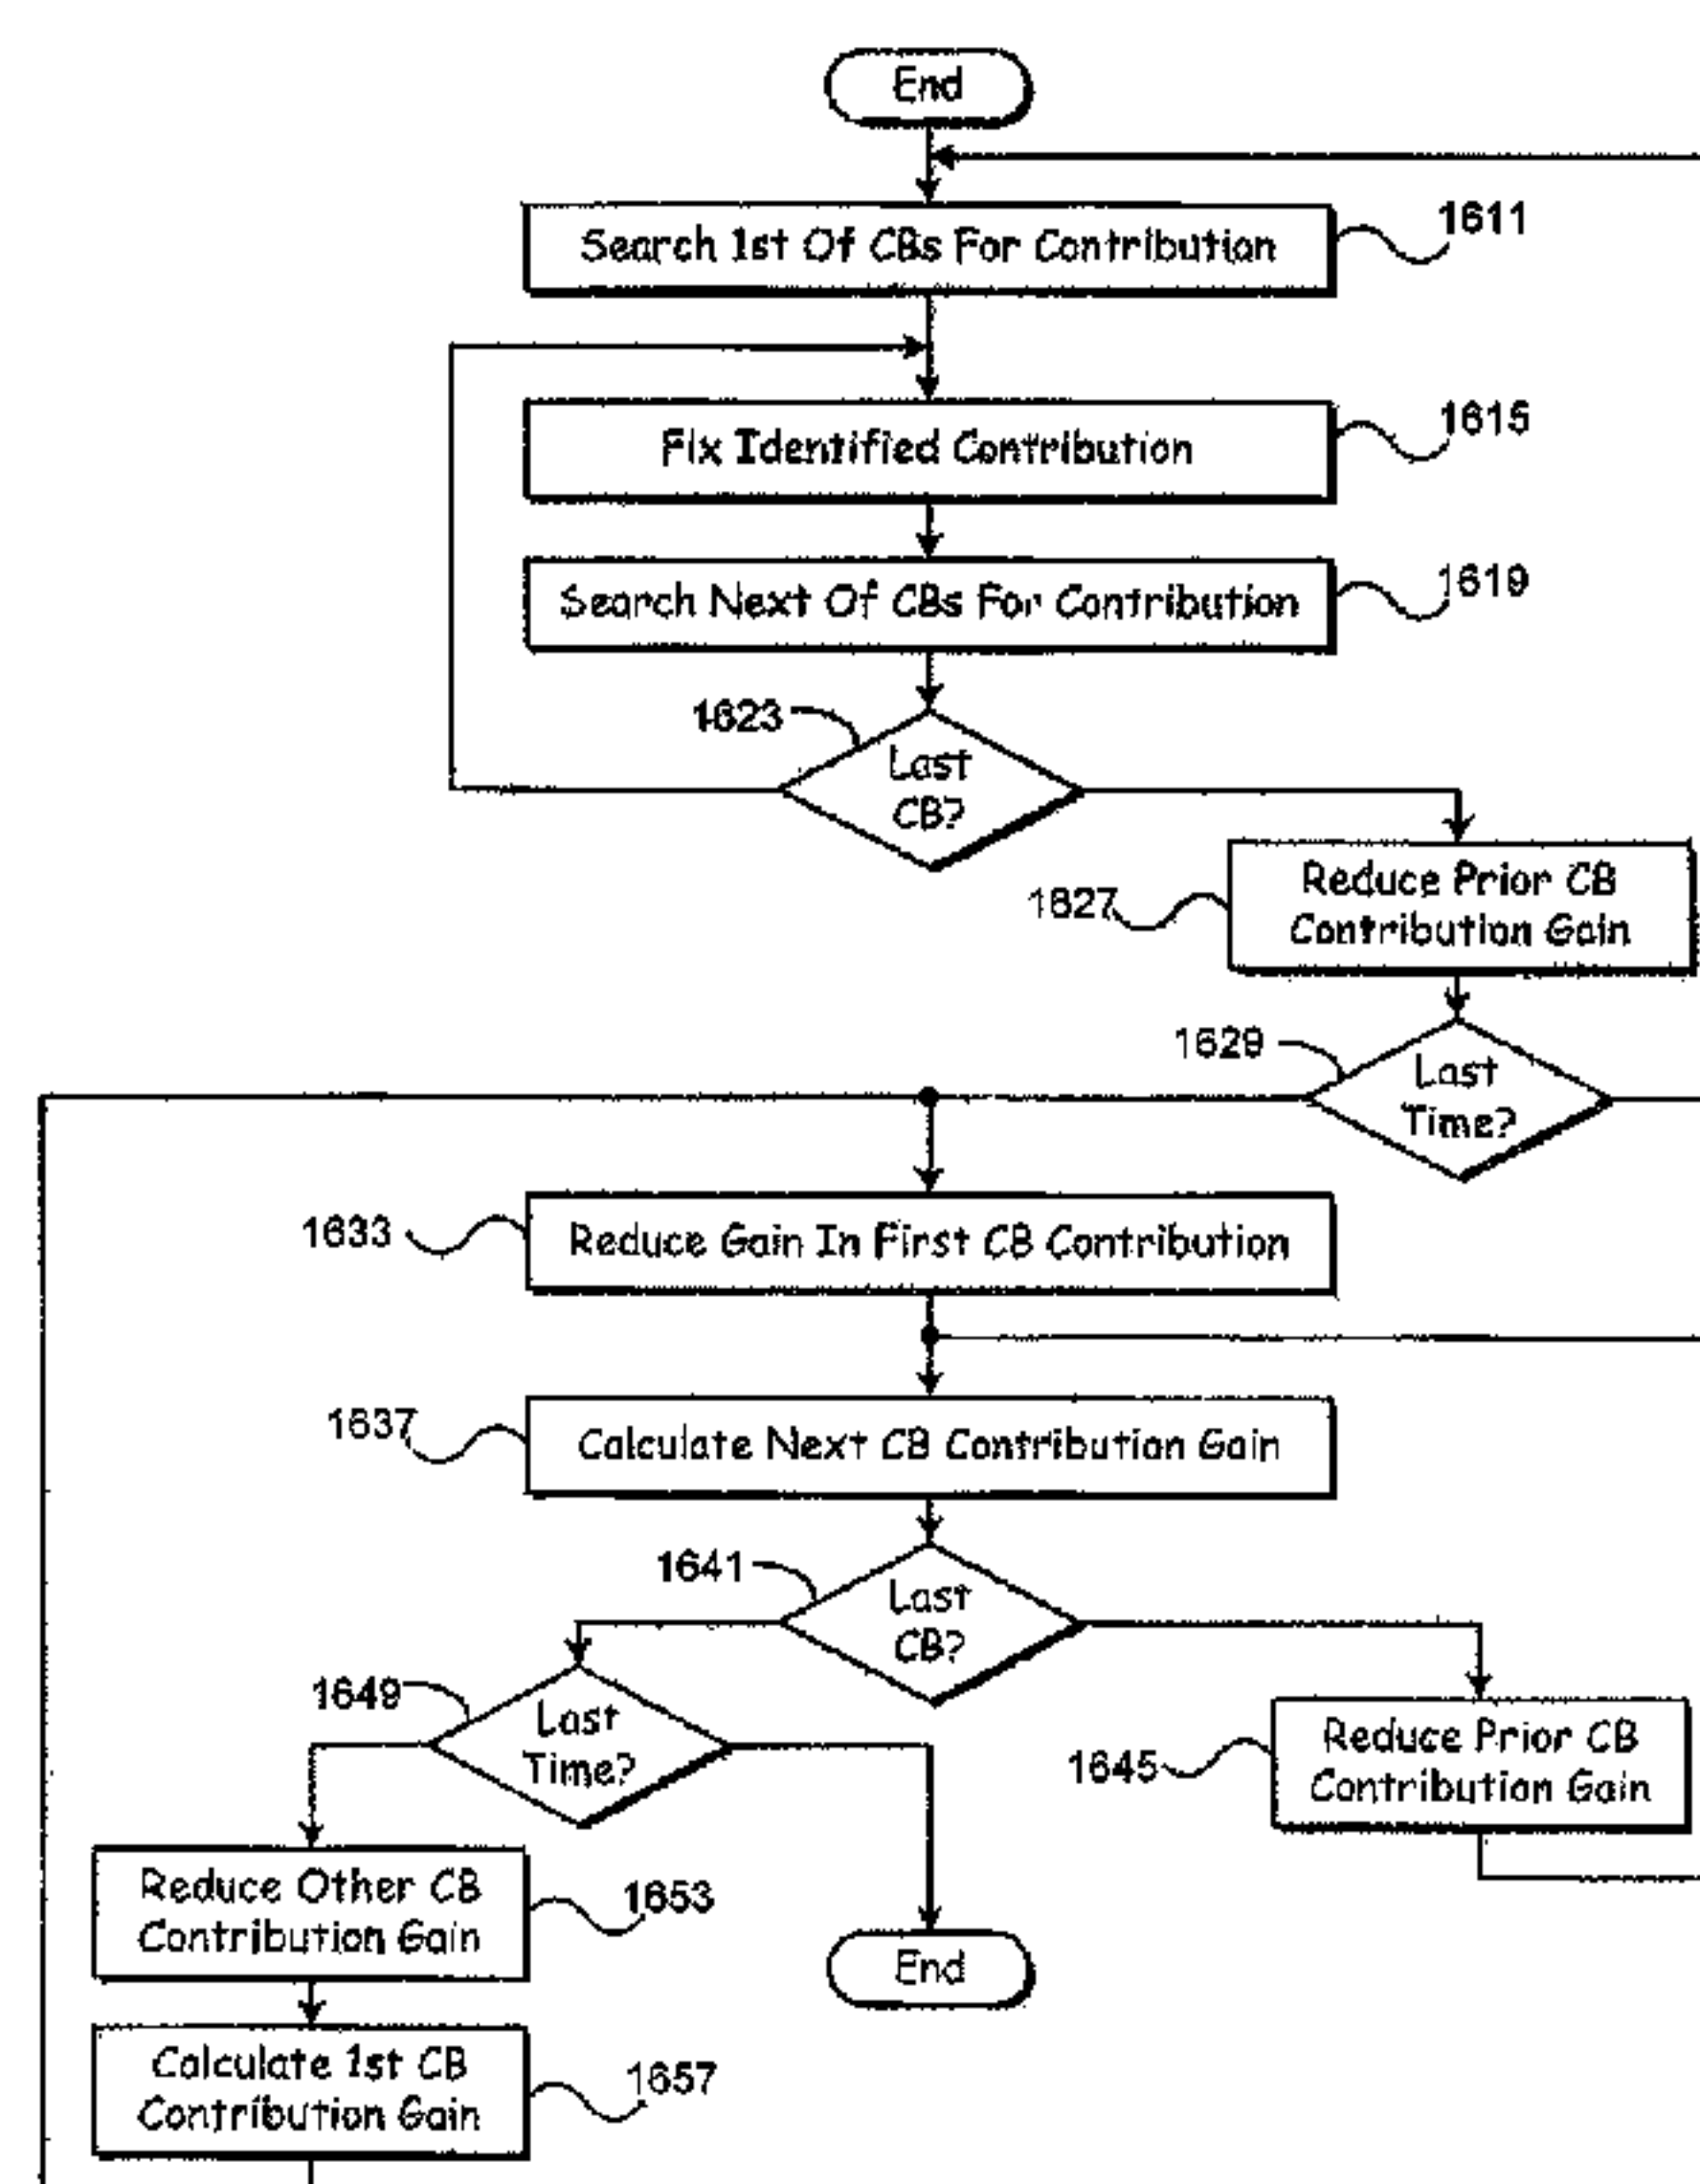 End
Search 1st Of CBs For Contribution
1611
Fix Identified Contribution
1615
Search Next Of CBs For Contribution
1619
1623
Last
CB?
Reduce Prior CB
Contribution Gain
1627
1629
Last
Time?
1633
Reduce Gain In First CB Contribution
1637
Calculate Next CB Contribution Gain
1641
Last
CB?
1649
Last
Time?
1645
Reduce Prior CB
Contribution Gain
Reduce Other CB
Contribution Gain
1653
End
Calculate 1st CB
Contribution Gain
1657